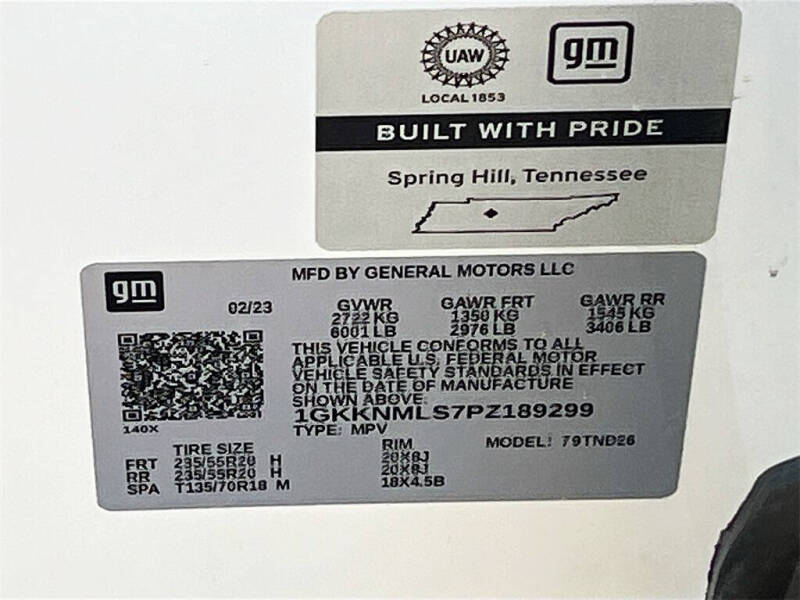 UAW
gm
LOCAL 1853
BUILT WITH PRIDE
Spring Hill, Tennessee
gm
MFD BY GENERAL MOTORS LLC
02/23 GVWR GAWR FRT GAWR RR
2722 KG 1350 KG 1545 KG
6001 LB 2976 LB 3406 LB
THIS VEHICLE CONFORMS TO ALL
APPLICABLE U.S. FEDERAL MOTOR
VEHICLE SAFETY STANDARDS IN EFFECT
ON THE DATE OF MANUFACTURE
SHOWN ABOVE.
1GKKNMLS7PZ189299
140X
TYPE: MPV MODEL: 79TND26
TIRE SIZE RIM
FRT 235/55R20 H 20X8J
RR 235/55R20 H 20X8J
SPA T135/70R18 M 18X4.5B